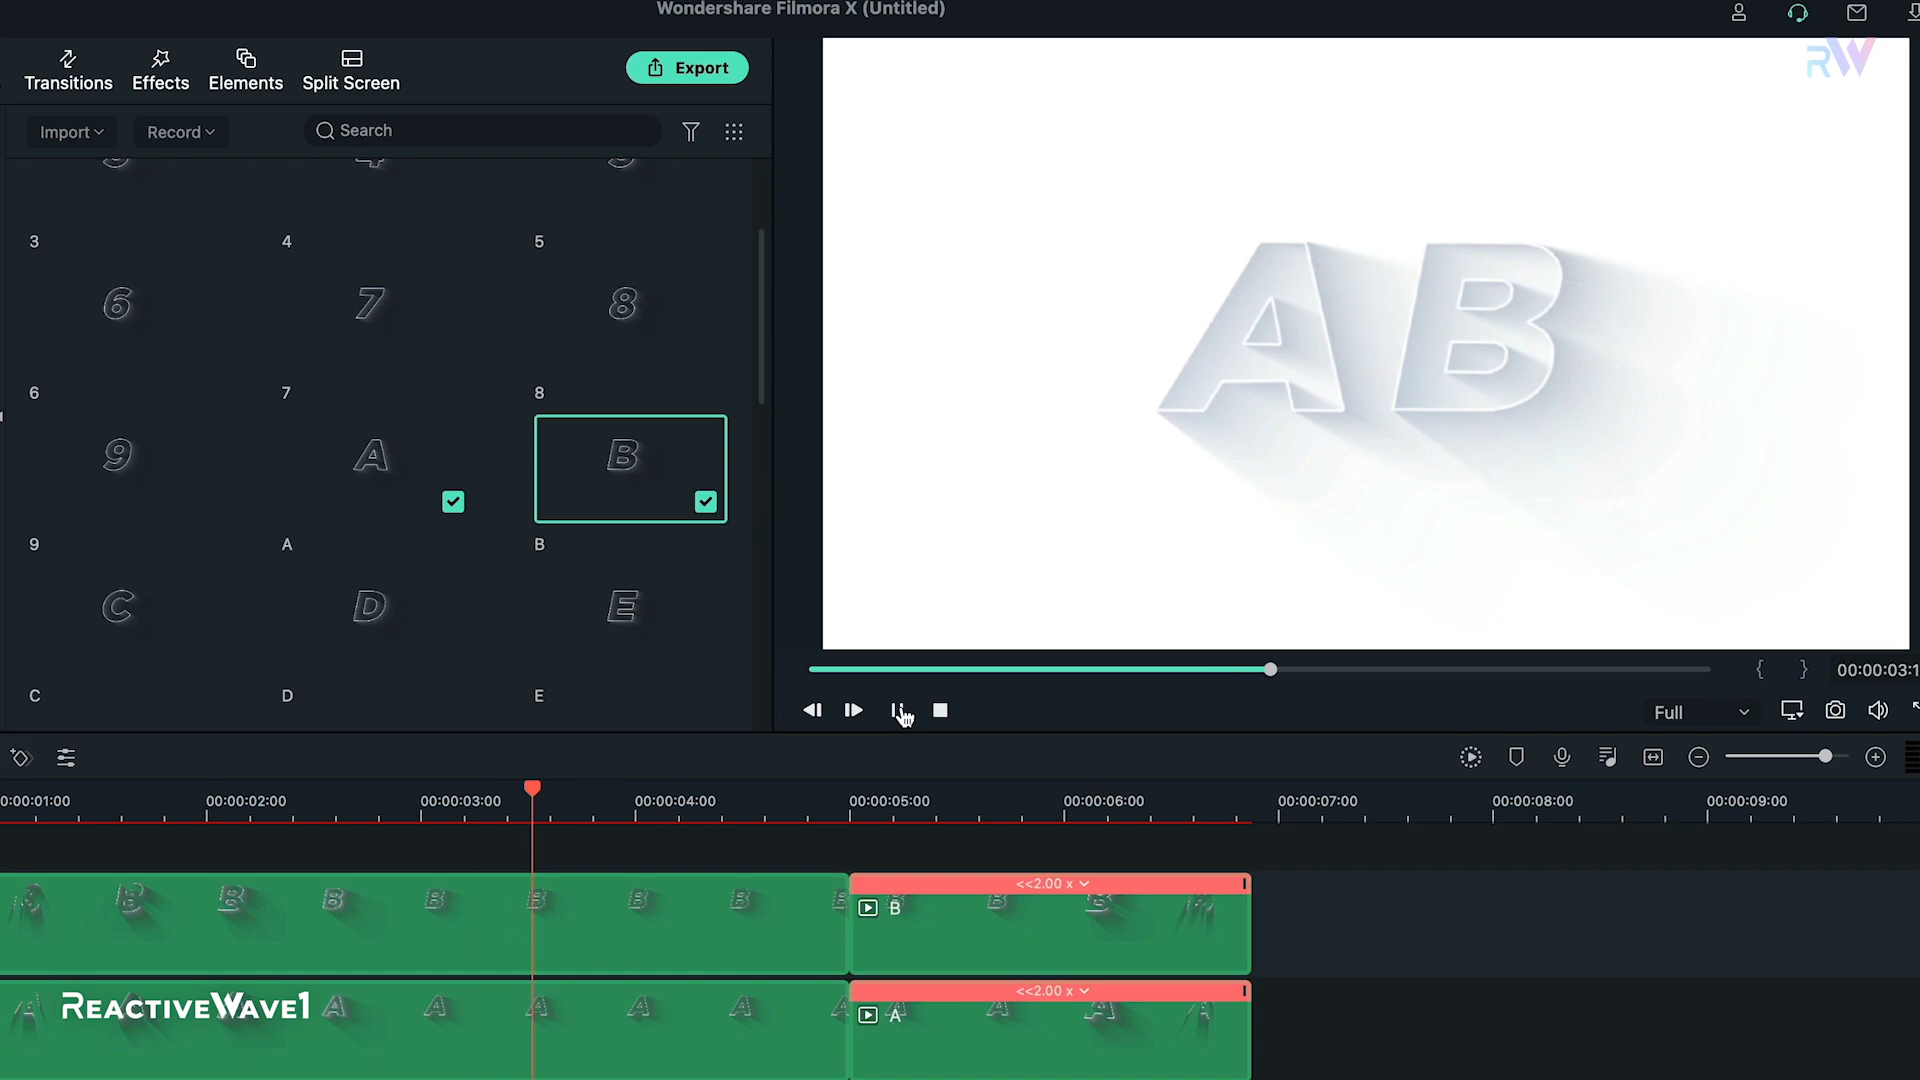 Wondershare Filmora X (Untitled)
Transitions Effects Elements Split Screen
Export
RW
Import Record Search
3 4 5
6 7 8
6 7 8
9 A B
9 A B
C D E
C D E
AB
00:00:03:1
Full
0:00:01:00 00:00:02:00 00:00:03:00 00:00:04:00 00:00:05:00 00:00:06:00 00:00:07:00 00:00:08:00 00:00:09:00
<<2.00 x
B B B B B B B B B B
B
<<2.00 x
A A A A A A A A A
A
REACTIVEWAVE1